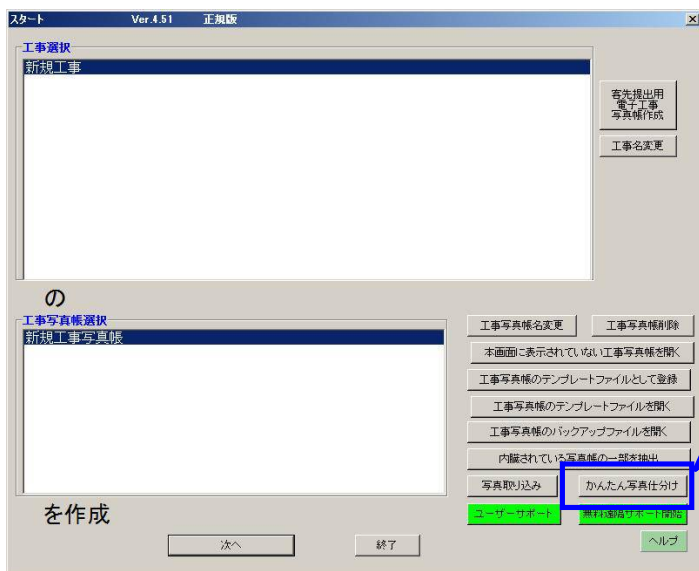 スタート Ver.4.51 正規版
工事選択
新規工事
客先提出用
電子工事
写真帳作成
工事名変更
の
工事写真帳選択
新規工事写真帳
工事写真帳名変更 工事写真帳削除
本画面に表示されていない工事写真帳を開く
工事写真帳のテンプレートファイルとして登録
工事写真帳のテンプレートファイルを開く
工事写真帳のバックアップファイルを開く
内臓されている写真帳の一部を抽出
写真取り込み かんたん写真仕分け
ユーザーサポート 無料遠隔サポート開始
を作成
次へ 終了 ヘルプ